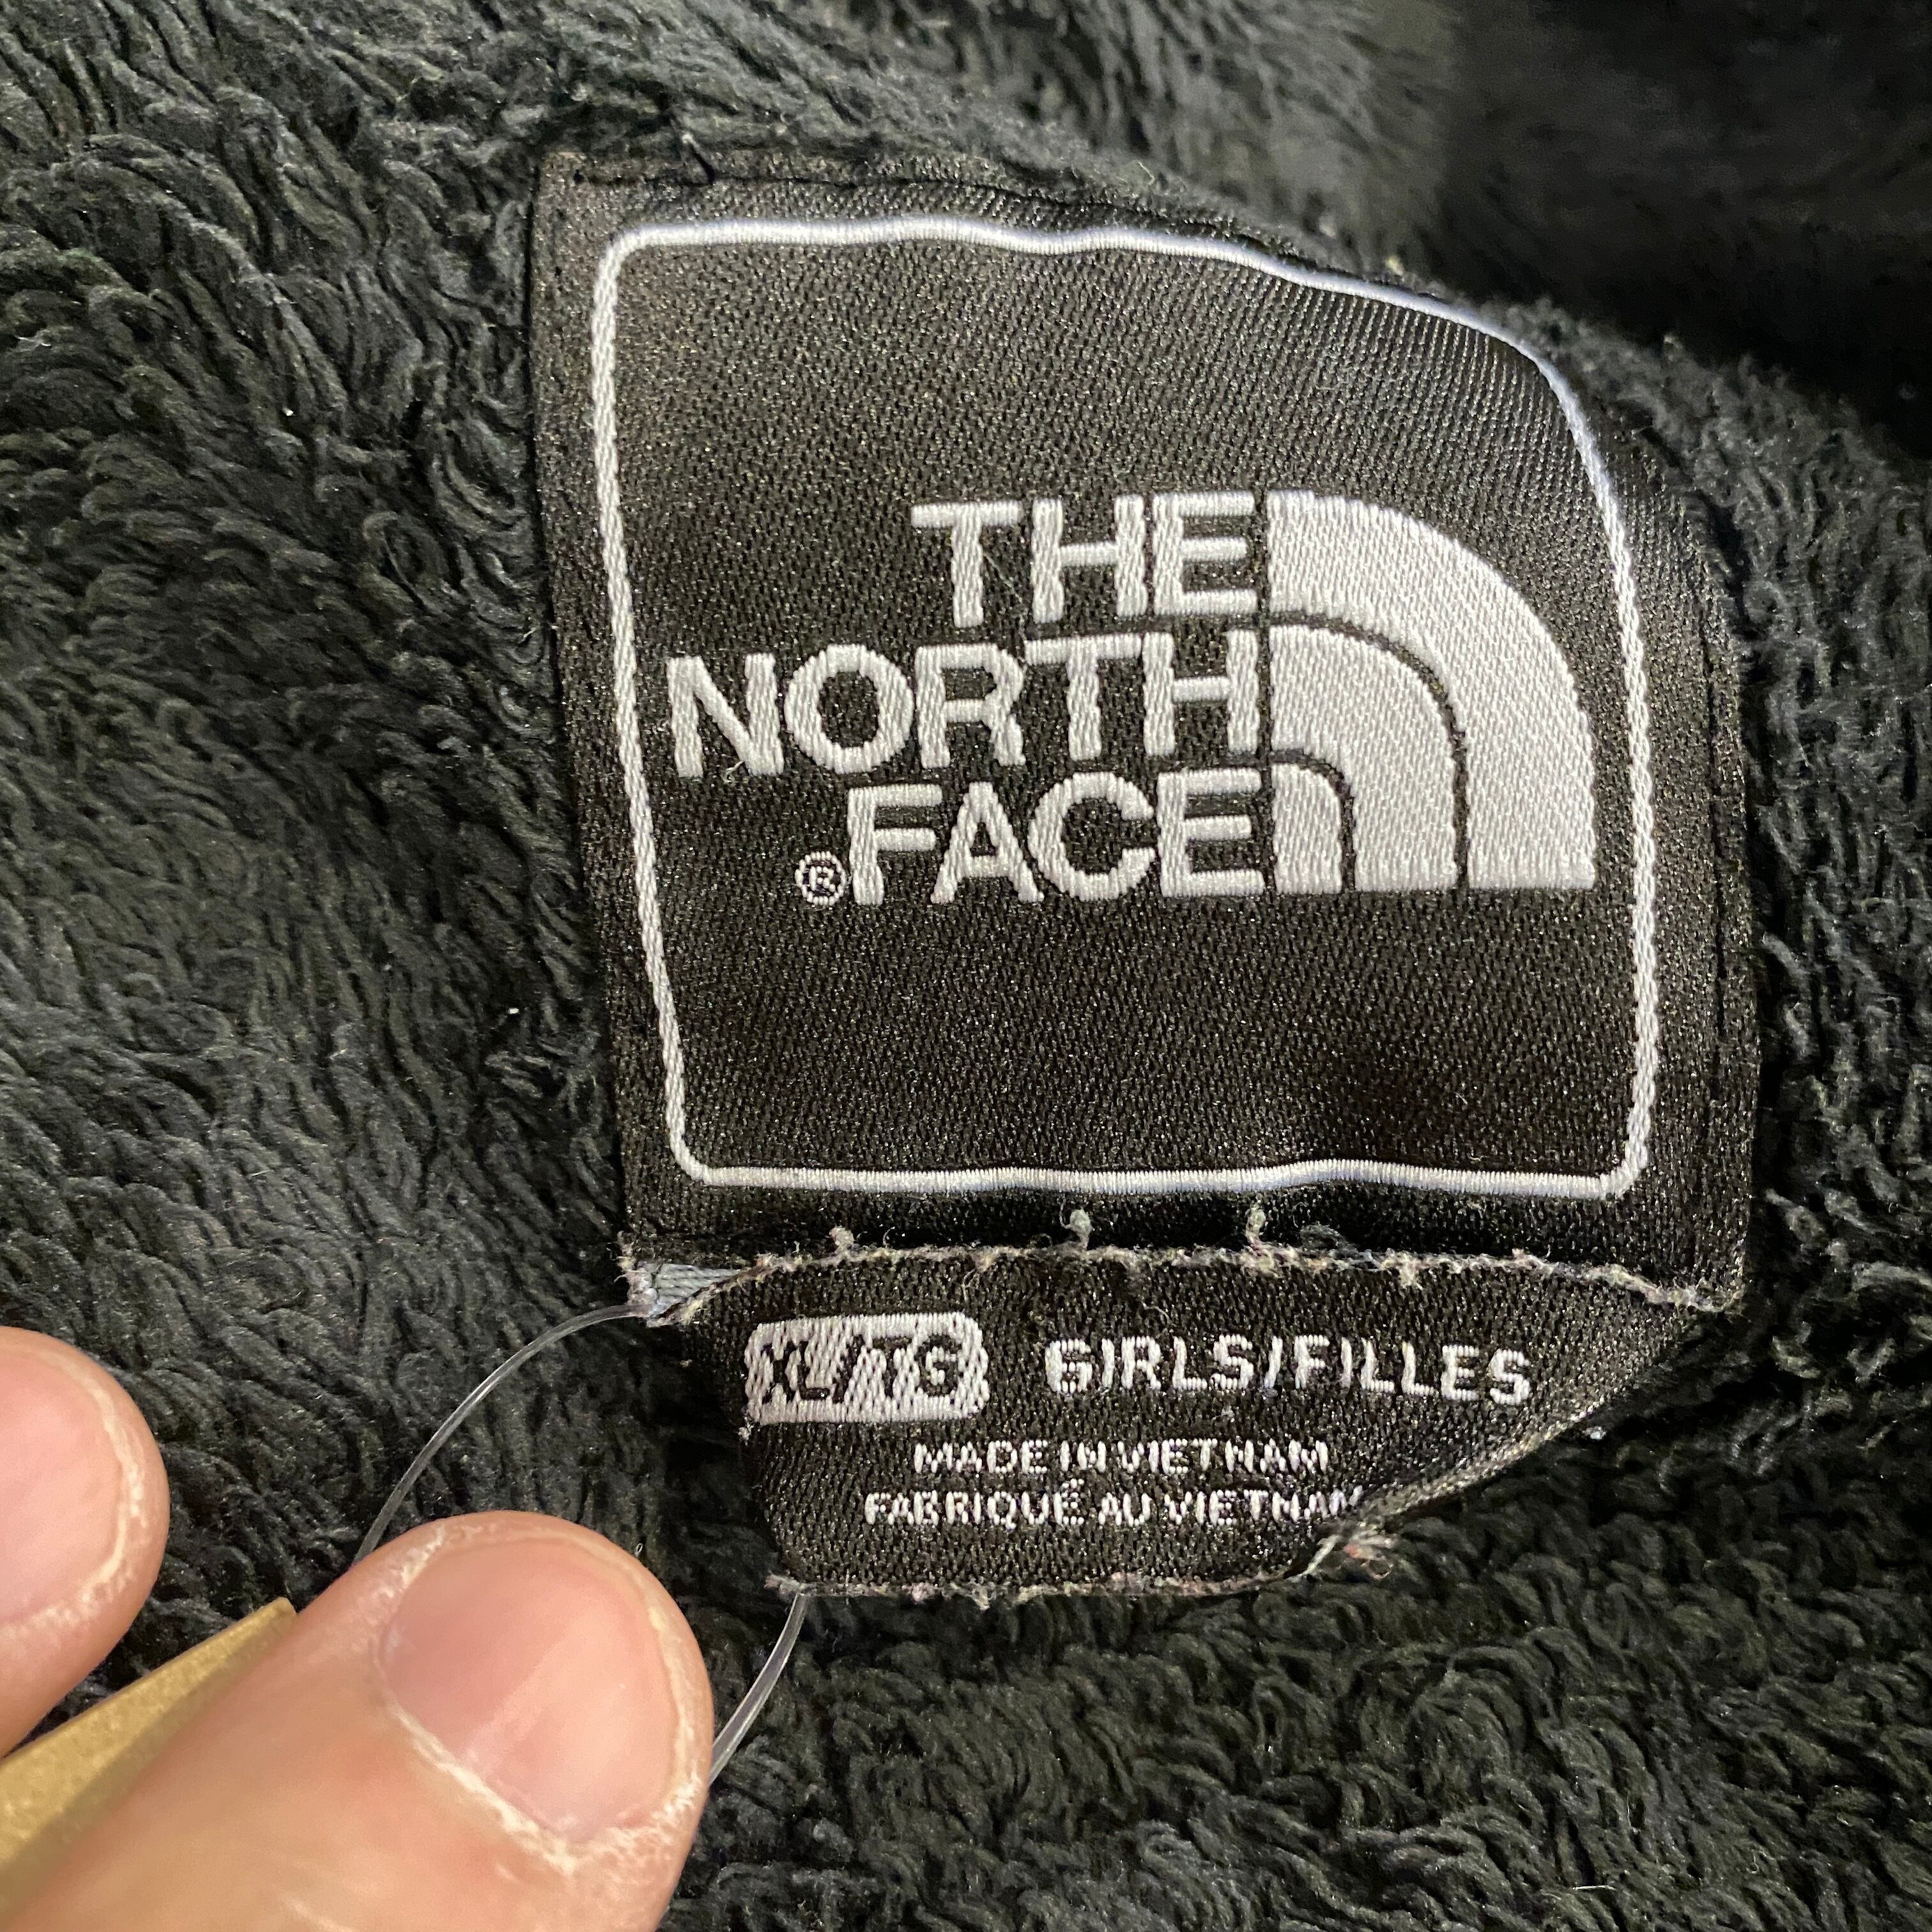 THE
NORTH
®FACE
XL/TG GIRLS/FILLES
MADE IN VIETNAM
FABRIQUÉ AU VIETNAM